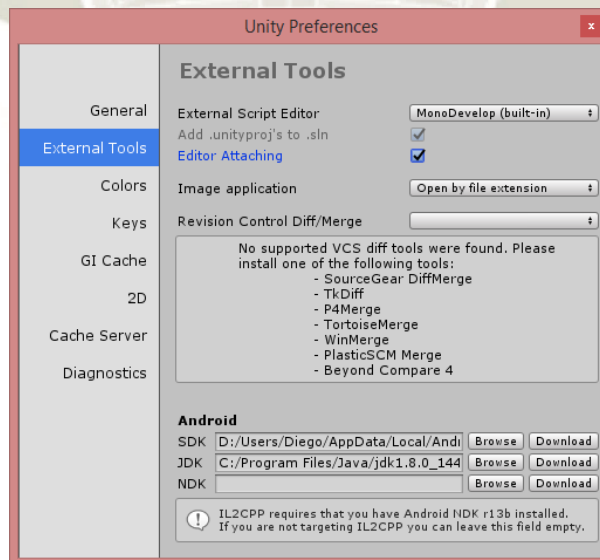 Unity Preferences
x
External Tools
General
External Tools
Colors
Keys
GI Cache
2D
Cache Server
Diagnostics
External Script Editor MonoDevelop (built-in)
Add .unityproj's to .sln
Editor Attaching
Image application Open by file extension
Revision Control Diff/Merge
No supported VCS diff tools were found. Please
install one of the following tools:
- SourceGear DiffMerge
- TkDiff
- P4Merge
- TortoiseMerge
- WinMerge
- PlasticSCM Merge
- Beyond Compare 4
Android
SDK D:/Users/Diego/AppData/Local/Andr Browse Download
JDK C:/Program Files/Java/jdk1.8.0_144 Browse Download
NDK Browse Download
IL2CPP requires that you have Android NDK r13b installed.
If you are not targeting IL2CPP you can leave this field empty.